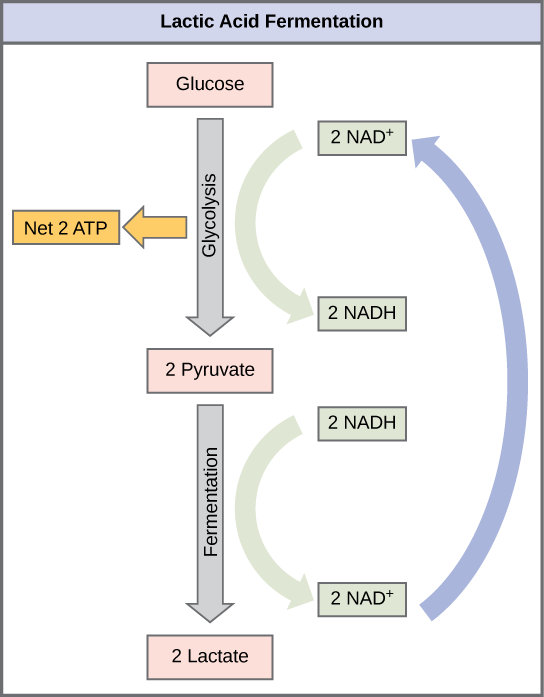 Lactic Acid Fermentation
Glucose
2 NAD⁺
Glycolysis
Net 2 ATP
2 NADH
2 Pyruvate
2 NADH
Fermentation
2 NAD⁺
2 Lactate